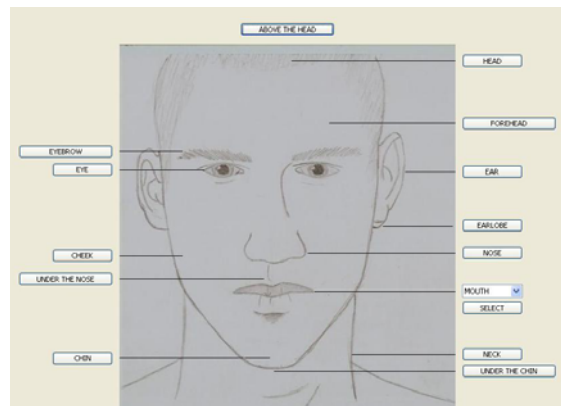 ABOVE THE HEAD
HEAD
FOREHEAD
EYEBROW
EYE
EAR
EARLOBE
CHEEK
NOSE
UNDER THE NOSE
MOUTH
SELECT
CHIN
NECK
UNDER THE CHIN